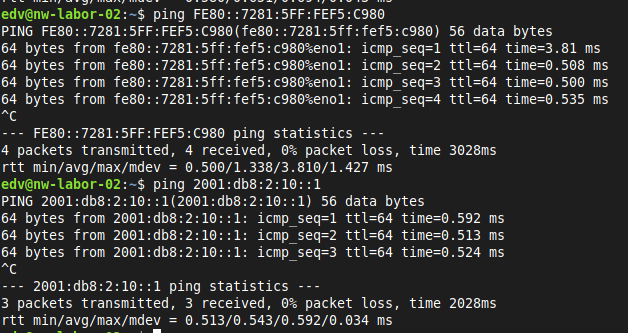 edv@nw-labor-02:~$ ping FE80::7281:5FF:FEF5:C980
PING FE80::7281:5FF:FEF5:C980(fe80::7281:5ff:fef5:c980) 56 data bytes
64 bytes from fe80::7281:5ff:fef5:c980%eno1: icmp_seq=1 ttl=64 time=3.81 ms
64 bytes from fe80::7281:5ff:fef5:c980%eno1: icmp_seq=2 ttl=64 time=0.508 ms
64 bytes from fe80::7281:5ff:fef5:c980%eno1: icmp_seq=3 ttl=64 time=0.500 ms
64 bytes from fe80::7281:5ff:fef5:c980%eno1: icmp_seq=4 ttl=64 time=0.535 ms
^C
--- FE80::7281:5FF:FEF5:C980 ping statistics ---
4 packets transmitted, 4 received, 0% packet loss, time 3028ms
rtt min/avg/max/mdev = 0.500/1.338/3.810/1.427 ms
edv@nw-labor-02:~$ ping 2001:db8:2:10::1
PING 2001:db8:2:10::1(2001:db8:2:10::1) 56 data bytes
64 bytes from 2001:db8:2:10::1: icmp_seq=1 ttl=64 time=0.592 ms
64 bytes from 2001:db8:2:10::1: icmp_seq=2 ttl=64 time=0.513 ms
64 bytes from 2001:db8:2:10::1: icmp_seq=3 ttl=64 time=0.524 ms
^C
--- 2001:db8:2:10::1 ping statistics ---
3 packets transmitted, 3 received, 0% packet loss, time 2028ms
rtt min/avg/max/mdev = 0.513/0.543/0.592/0.034 ms